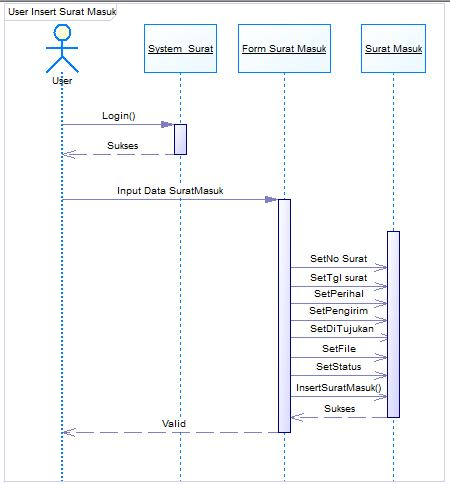 User Insert Surat Masuk
System_Surat
Form Surat Masuk
Surat Masuk
User
Login()
Sukses
Input Data SuratMasuk
SetNo Surat
SetTgl surat
SetPerihal
SetPengirim
SetDiTujukan
SetFile
SetStatus
InsertSuratMasuk()
Sukses
Valid